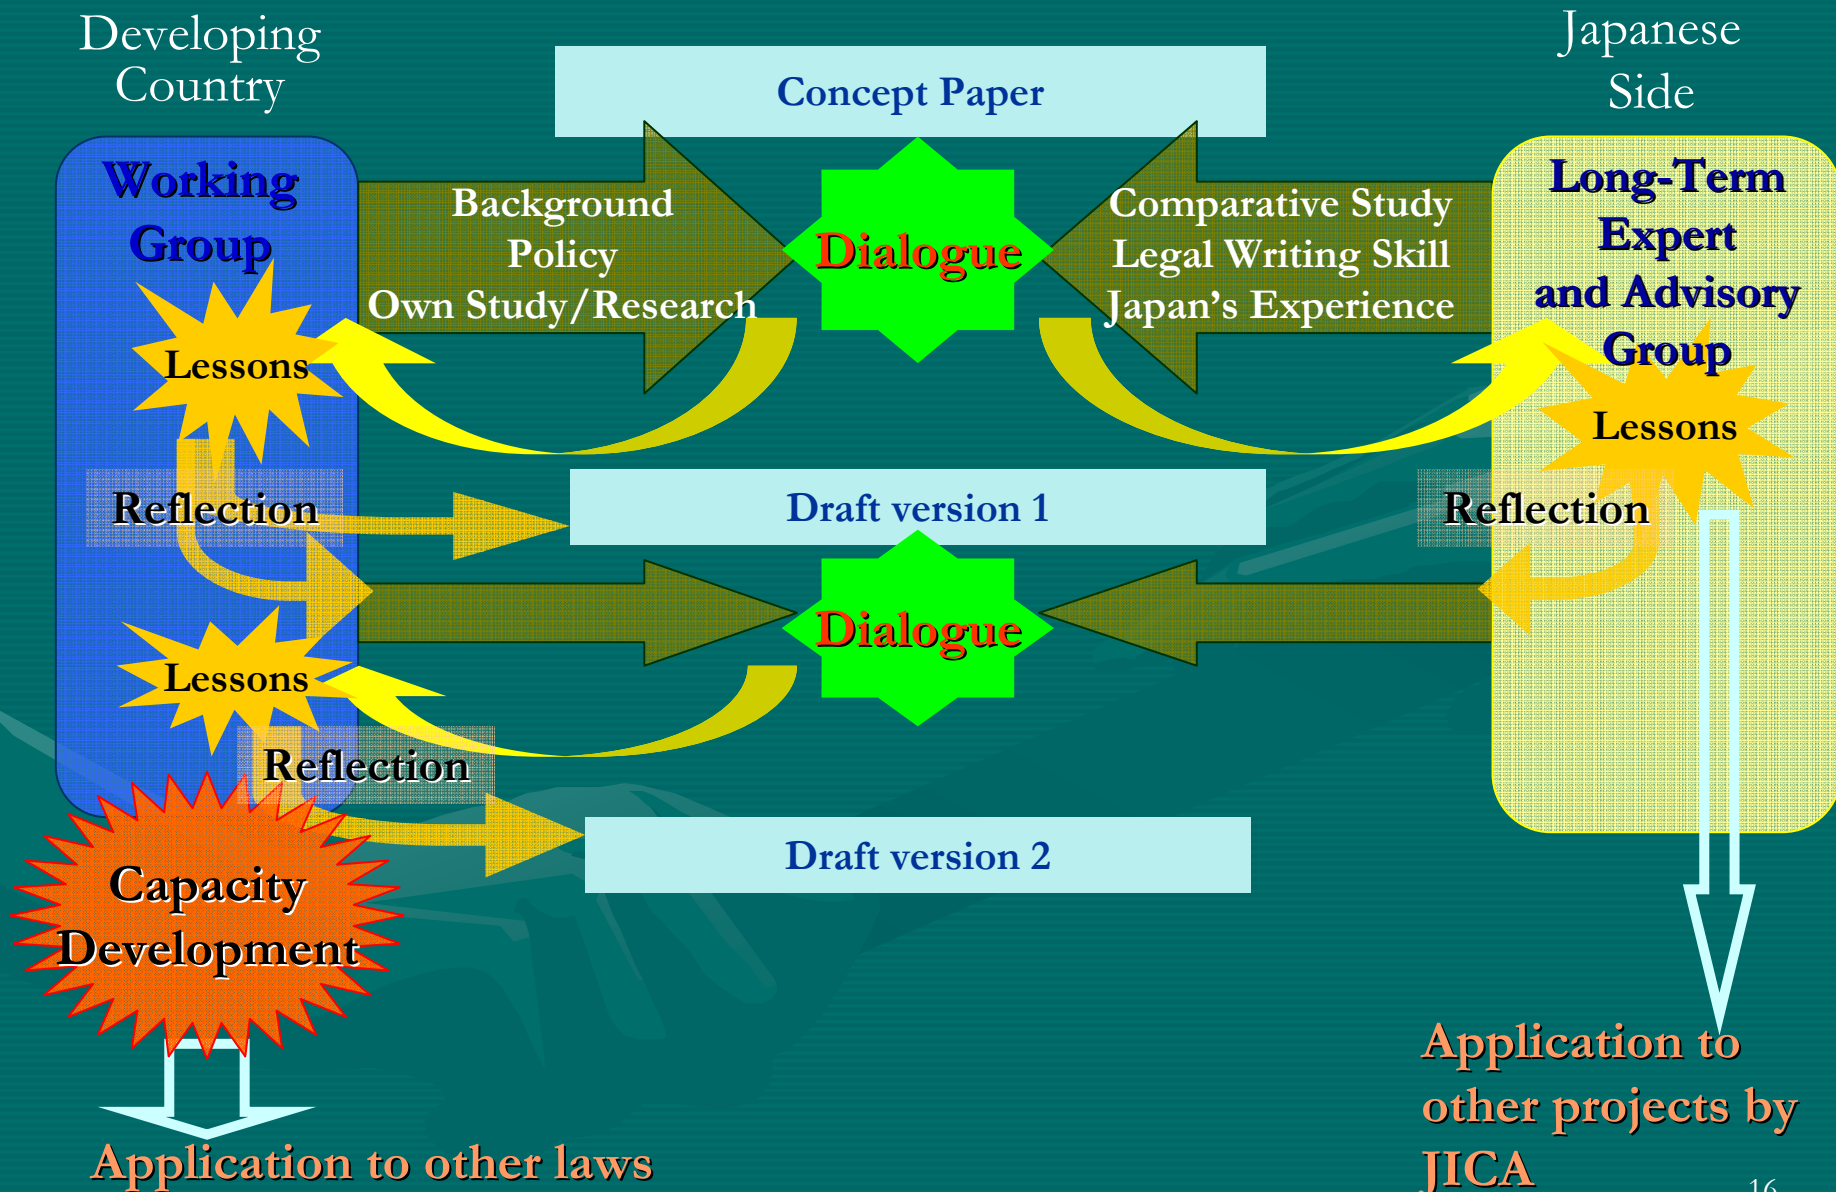 Developing
Country
Japanese
Side
Concept Paper
Working
Group
Background
Policy
Own Study/Research
Dialogue
Comparative Study
Legal Writing Skill
Japan's Experience
Long-Term
Expert
and Advisory
Group
Lessons
Lessons
Reflection
Draft version 1
Reflection
Dialogue
Lessons
Reflection
Draft version 2
Capacity
Development
Application to other laws
Application to
other projects by
JICA
16